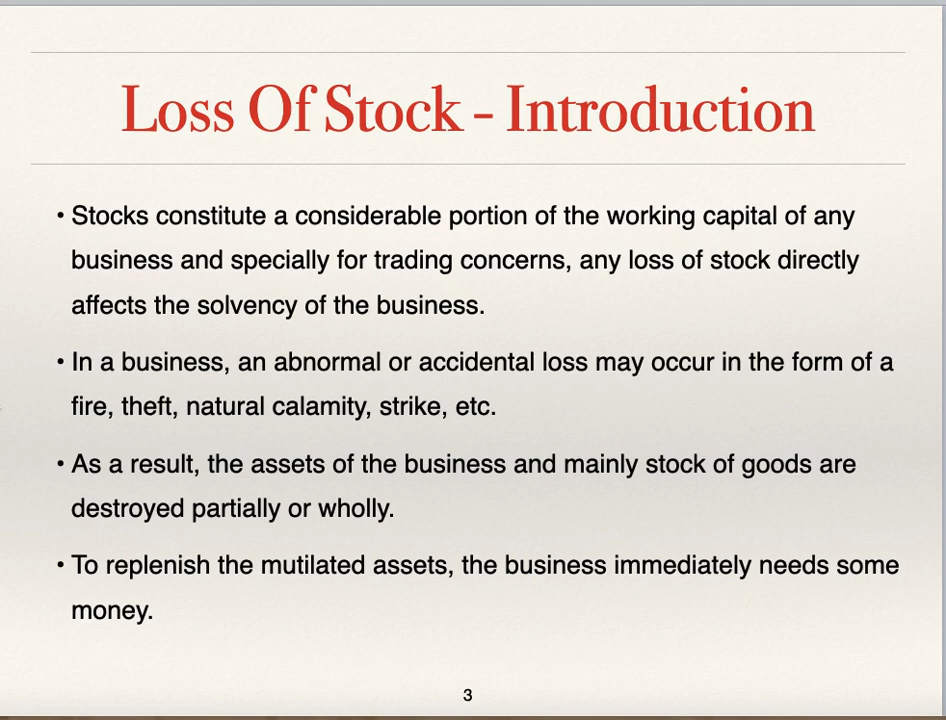 Loss Of Stock - Introduction
• Stocks constitute a considerable portion of the working capital of any
business and specially for trading concerns, any loss of stock directly
affects the solvency of the business.
• In a business, an abnormal or accidental loss may occur in the form of a
fire, theft, natural calamity, strike, etc.
• As a result, the assets of the business and mainly stock of goods are
destroyed partially or wholly.
• To replenish the mutilated assets, the business immediately needs some
money.
3